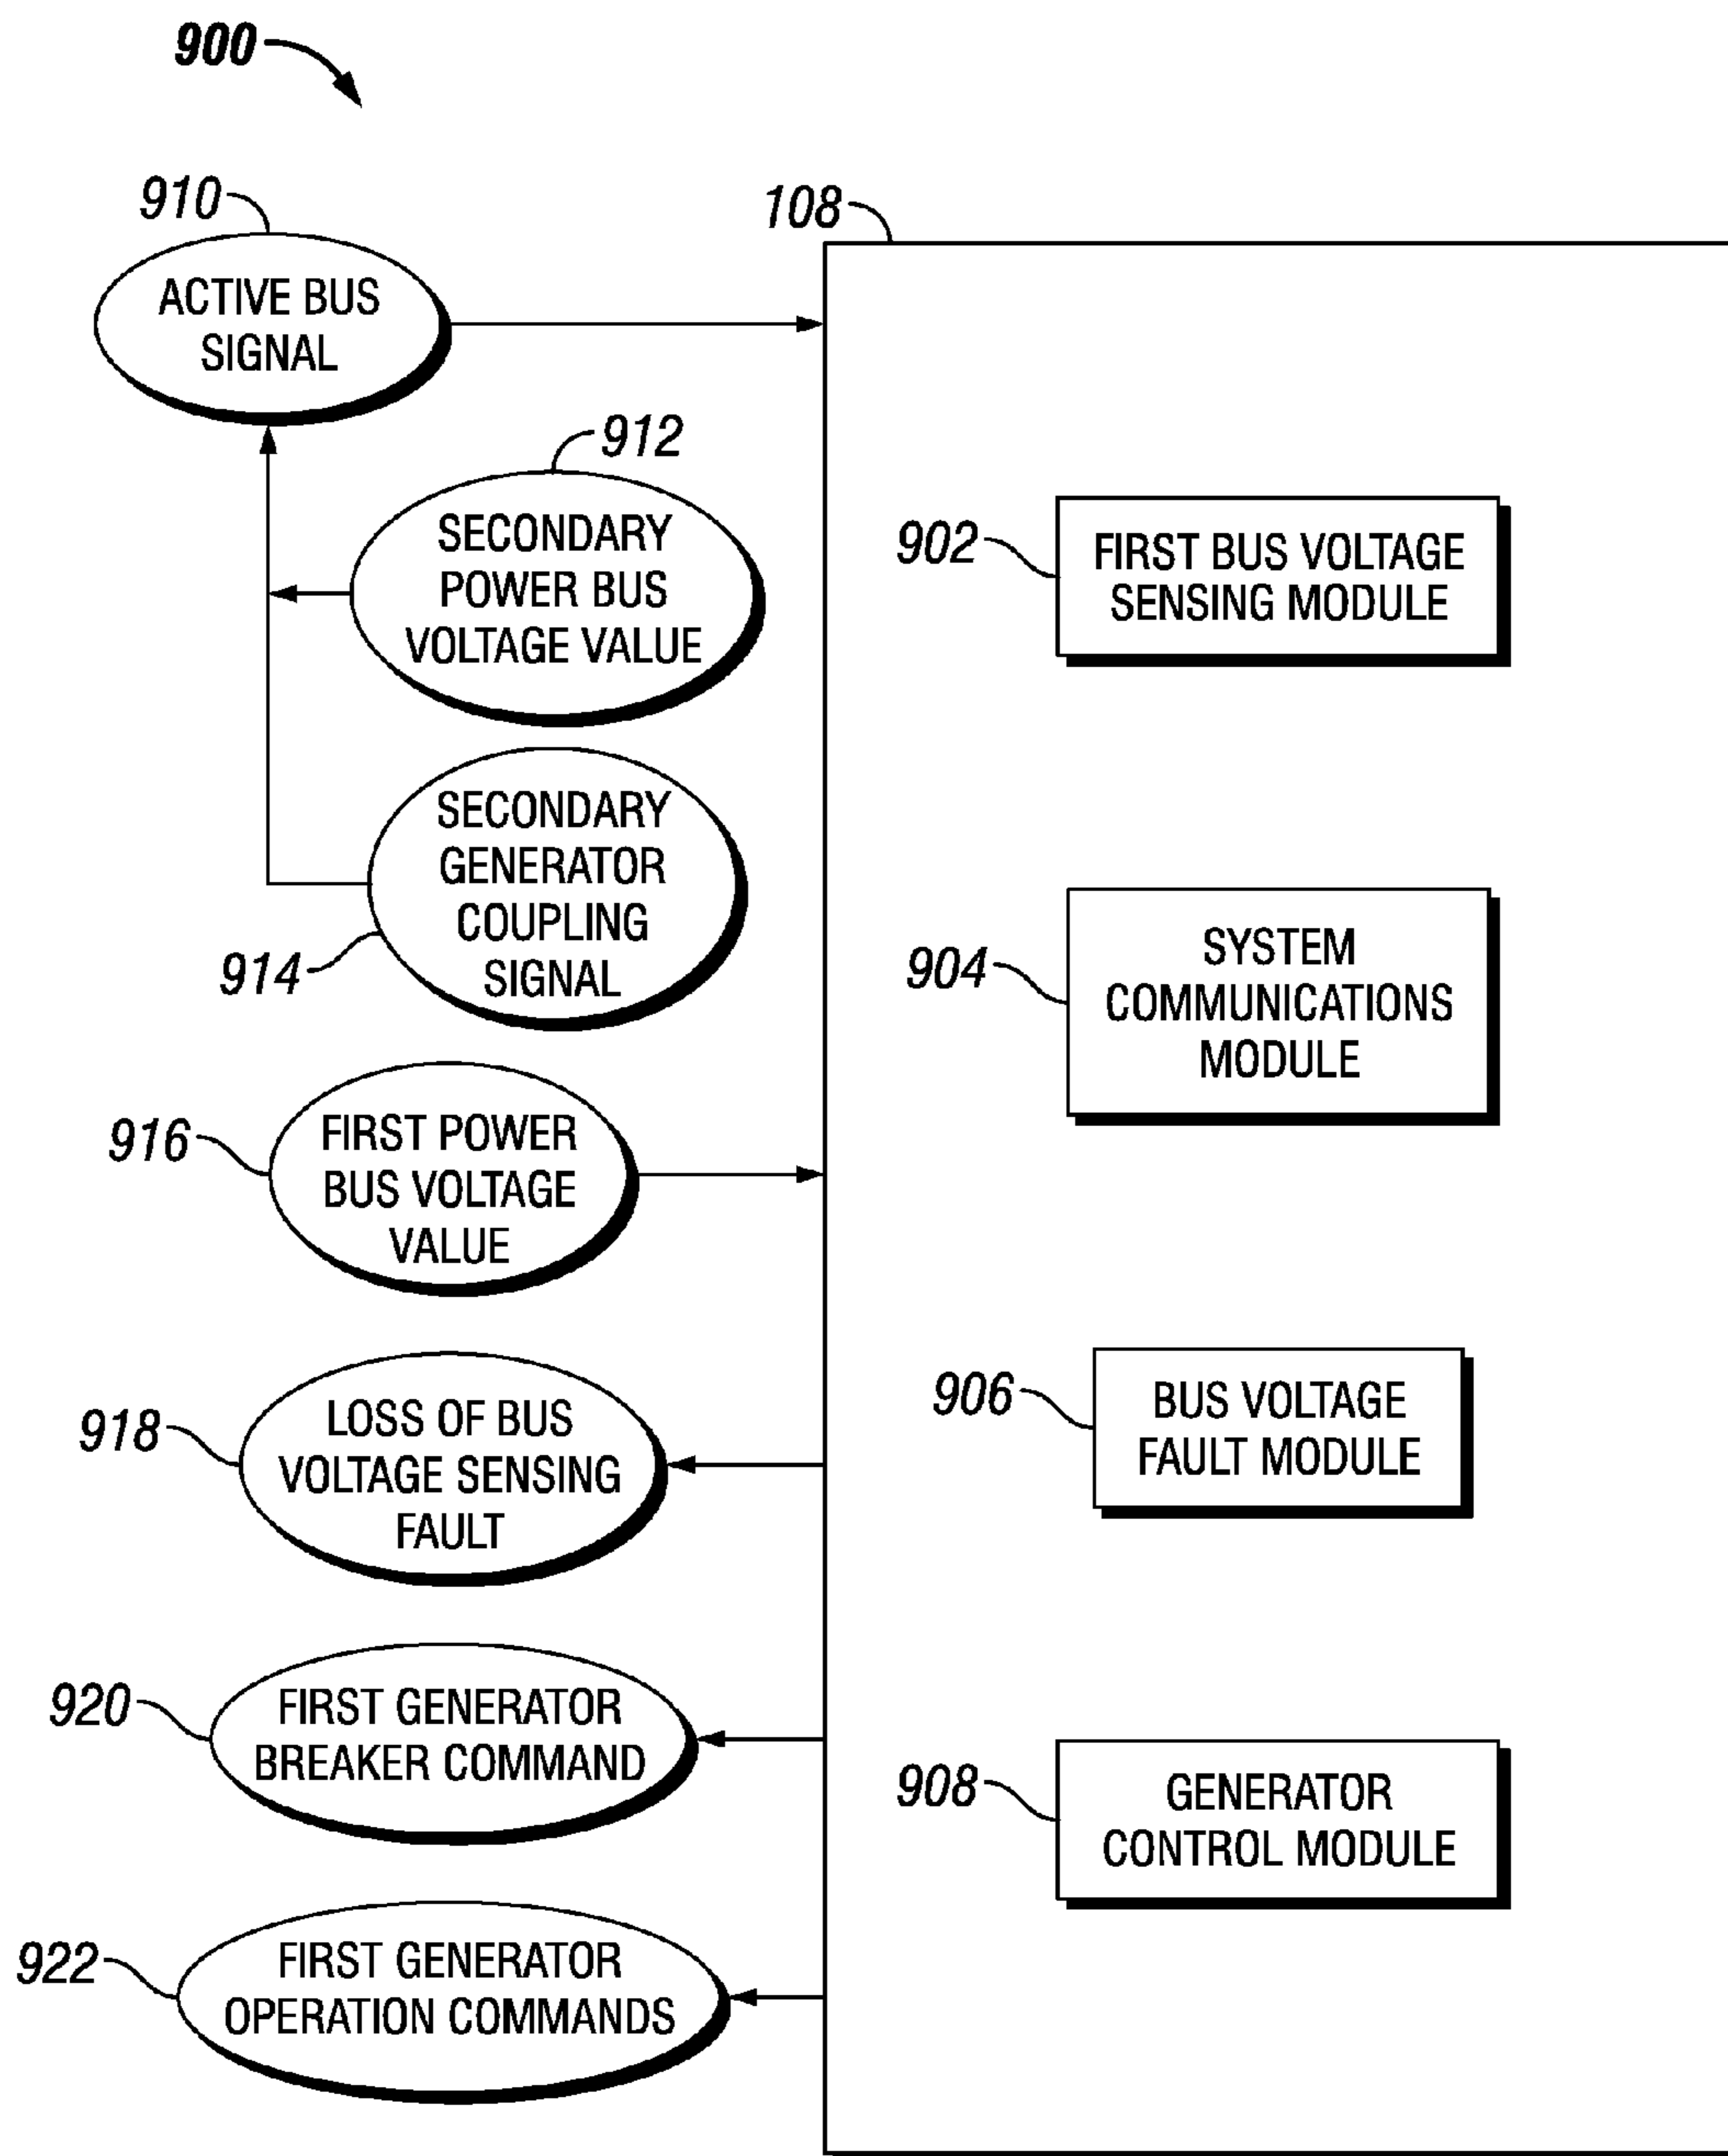 900
910
108
ACTIVE BUS
SIGNAL
912
SECONDARY
POWER BUS
VOLTAGE VALUE
902
FIRST BUS VOLTAGE
SENSING MODULE
SECONDARY
GENERATOR
COUPLING
SIGNAL
914
904
SYSTEM
COMMUNICATIONS
MODULE
916
FIRST POWER
BUS VOLTAGE
VALUE
918
LOSS OF BUS
VOLTAGE SENSING
FAULT
906
BUS VOLTAGE
FAULT MODULE
920
FIRST GENERATOR
BREAKER COMMAND
908
GENERATOR
CONTROL MODULE
922
FIRST GENERATOR
OPERATION COMMANDS